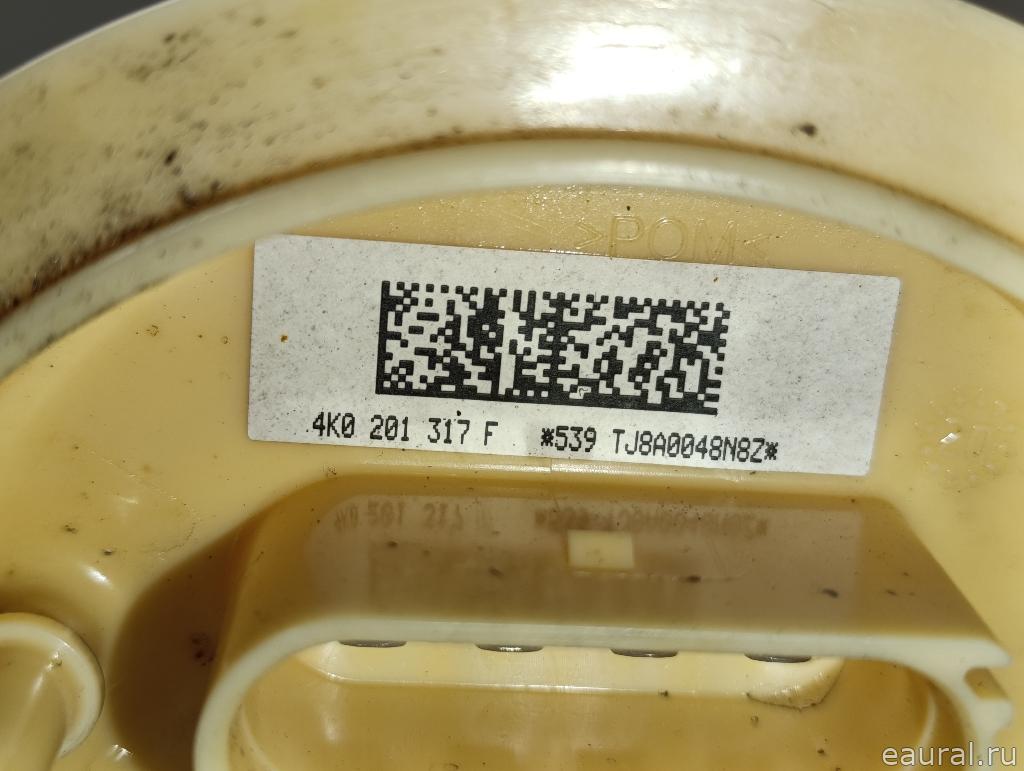 >POM<
4K0 201 317 F *539 TJ8A0048N8Z*
eaural.ru